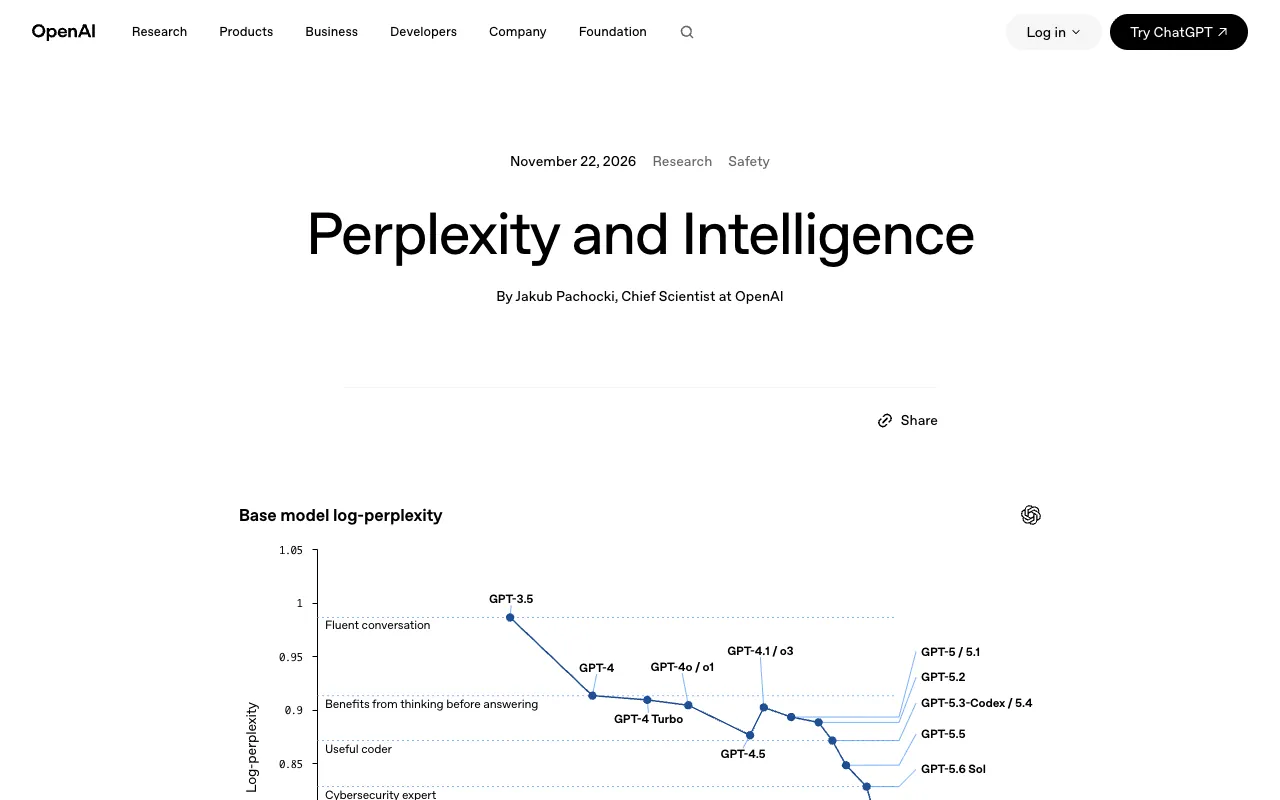 OpenAI Research Products Business Developers Company Foundation Log in Try ChatGPT
November 22, 2026 Research Safety
Perplexity and Intelligence
By Jakub Pachocki, Chief Scientist at OpenAI
Share
Base model log-perplexity
1.05
1
0.95
0.9
0.85
Log-perplexity
GPT-3.5
Fluent conversation
GPT-4
GPT-4o / o1
GPT-4.1 / o3
GPT-5 / 5.1
GPT-5.2
Benefits from thinking before answering
GPT-5.3-Codex / 5.4
GPT-4 Turbo
GPT-5.5
Useful coder
GPT-4.5
GPT-5.6 Sol
Cybersecurity expert